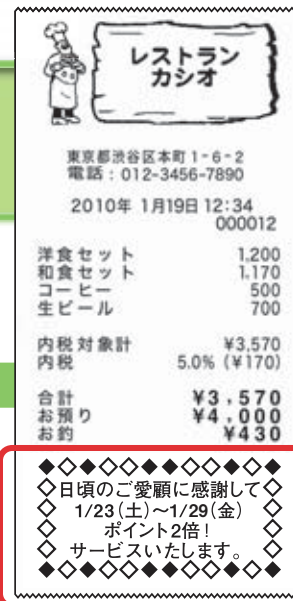 レストラン
カシオ
東京都渋谷区本町1-6-2
電話：012-3456-7890
2010年 1月19日 12:34
000012
洋食セット 1,200
和食セット 1,170
コーヒー 500
生ビール 700
内税対象計 ¥3,570
内税 5.0% (¥170)
合計 ¥3,570
お預り ¥4,000
お釣 ¥430
◆◇◆◇◇◆◆◇◇◆◇◆
◇日頃のご愛顧に感謝して◇
◇ 1/23(土)～1/29(金) ◇
◇ ポイント2倍! ◇
◇ サービスいたします。 ◇
◆◇◆◇◇◆◆◇◇◆◇◆